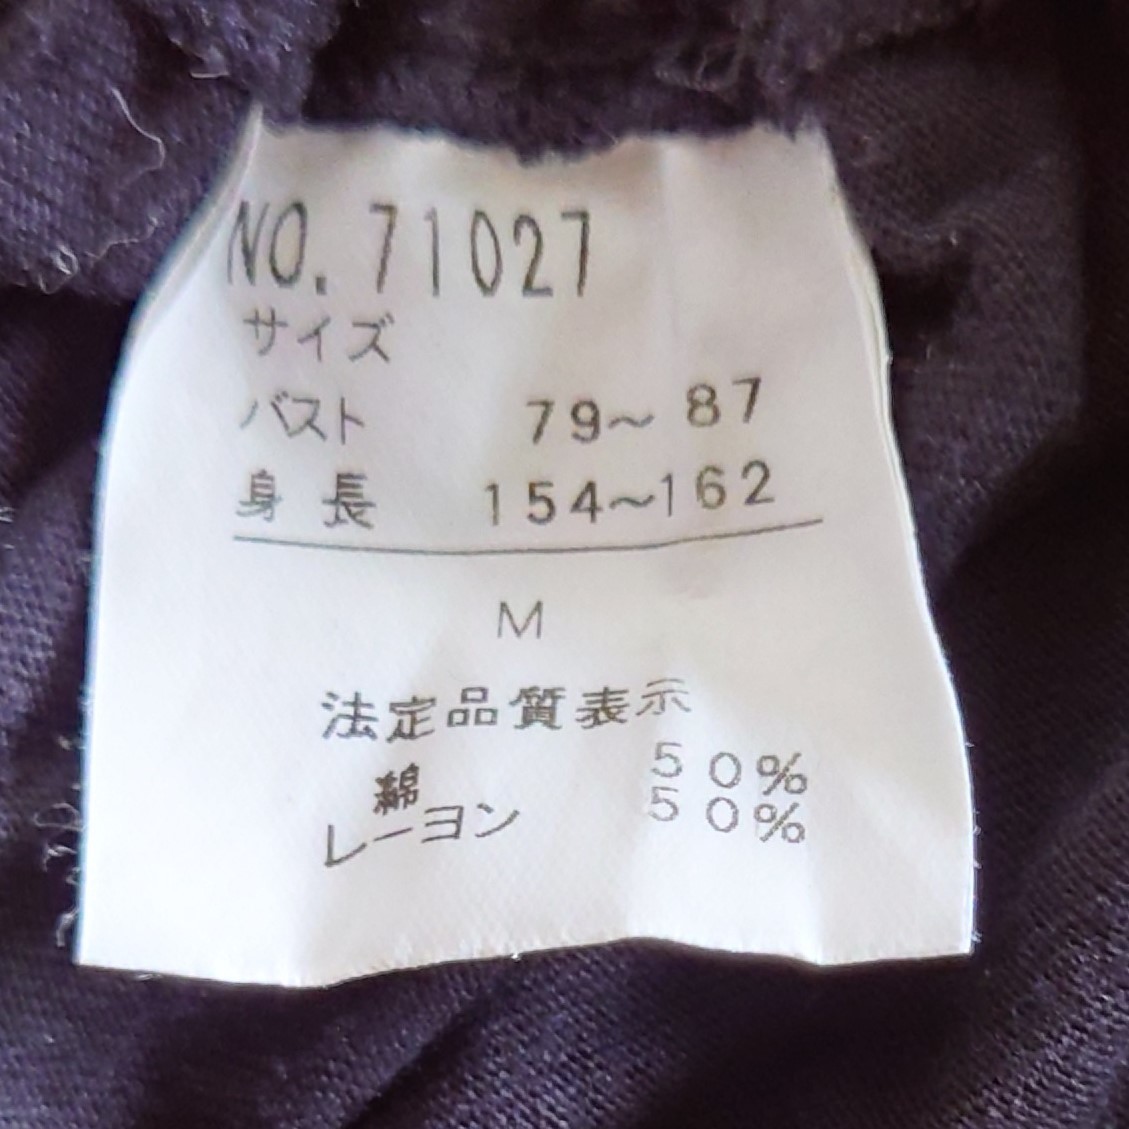 NO. 71027
サイズ
バスト 79～87
身長 154～162
M
法定品質表示
綿 50%
レーヨン 50%